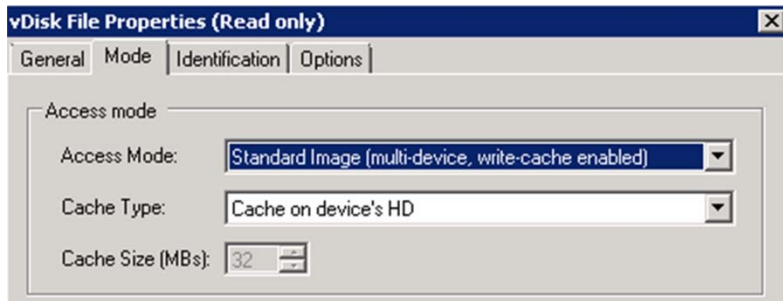 vDisk File Properties (Read only)
General Mode Identification Options
Access mode
Access Mode: Standard Image (multi-device, write-cache enabled)
Cache Type: Cache on device's HD
Cache Size (MBs): 32